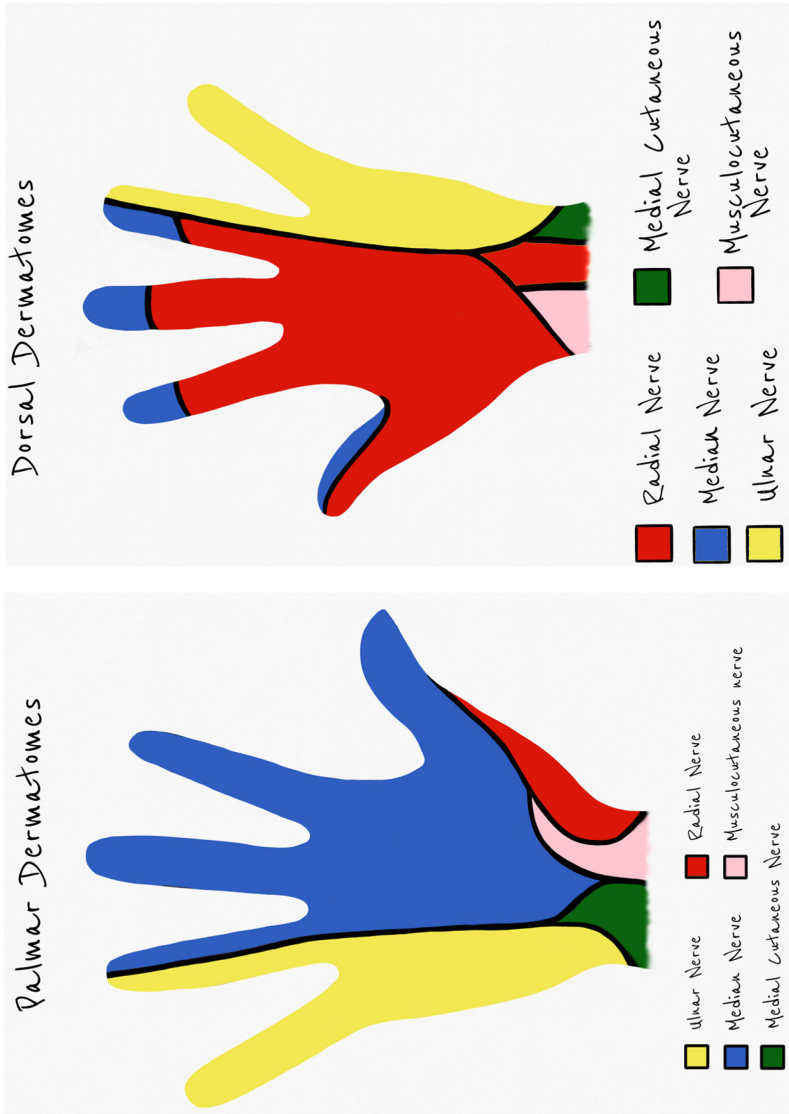 Palmar Dermatomes
Ulnar Nerve
Median Nerve
Medial Cutaneous Nerve
Radial Nerve
Musculocutaneous nerve
Dorsal Dermatomes
Radial Nerve
Median Nerve
Ulnar Nerve
Medial Cutaneous
Nerve
Musculocutaneous
Nerve